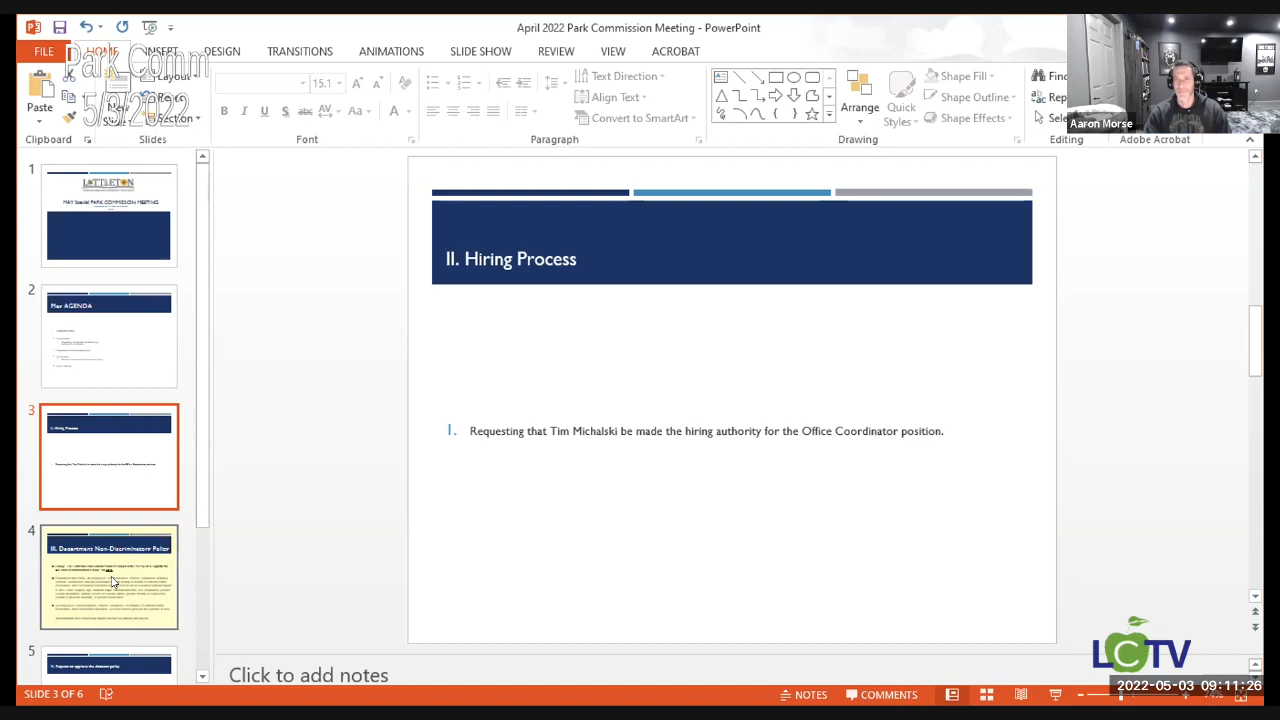 April 2022 Park Commission Meeting - PowerPoint
FILE HOME INSERT DESIGN TRANSITIONS ANIMATIONS SLIDE SHOW REVIEW VIEW ACROBAT
Park Comm
5/3/2022
Paste
Layout
Section
15.1
Text Direction
Align Text
Convert to SmartArt
Arrange
Quick
Styles
Shape Fill
Shape Outline
Shape Effects
Clipboard Slides Font Paragraph Drawing Editing Adobe Acrobat
Aaron Morse
1
LITTLETON
MAY Special PARK COMMISSION MEETING
2
May AGENDA
3
II. Hiring Process
4
III. Department Non-Discriminatory Policy
5
II. Hiring Process
1. Requesting that Tim Michalski be made the hiring authority for the Office Coordinator position.
Click to add notes
LCTV
SLIDE 3 OF 6
NOTES COMMENTS
2022-05-03 09:11:26